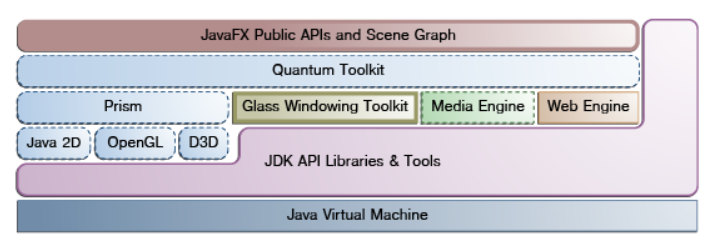 JavaFX Public APIs and Scene Graph
Quantum Toolkit
Prism
Glass Windowing Toolkit
Media Engine
Web Engine
Java 2D
OpenGL
D3D
JDK API Libraries & Tools
Java Virtual Machine